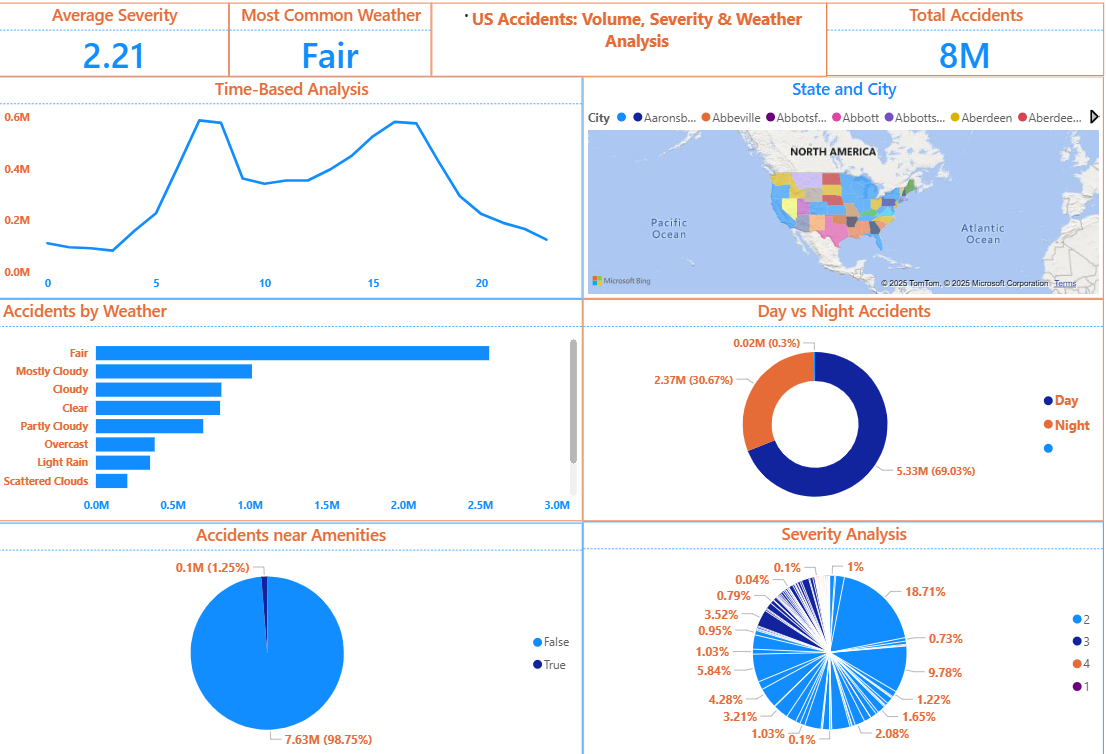 Average Severity
2.21
Most Common Weather
Fair
US Accidents: Volume, Severity & Weather
Analysis
Total Accidents
8M
Time-Based Analysis
0.6M
0.4M
0.2M
0.0M
0 5 10 15 20
State and City
City Aaronsb... Abbeville Abbotsf... Abbott Abbotts... Aberdeen Aberdee...
NORTH AMERICA
Pacific
Ocean
Atlantic
Ocean
Microsoft Bing
© 2025 TomTom, © 2025 Microsoft Corporation Terms
Accidents by Weather
Fair
Mostly Cloudy
Cloudy
Clear
Partly Cloudy
Overcast
Light Rain
Scattered Clouds
0.0M 0.5M 1.0M 1.5M 2.0M 2.5M 3.0M
Day vs Night Accidents
0.02M (0.3%)
2.37M (30.67%)
5.33M (69.03%)
Day
Night
Accidents near Amenities
0.1M (1.25%)
7.63M (98.75%)
False
True
Severity Analysis
0.1%
1%
0.04%
18.71%
0.79%
3.52%
0.95%
0.73%
1.03%
9.78%
5.84%
4.28%
1.22%
3.21%
1.65%
1.03%
0.1%
2.08%
2
3
4
1